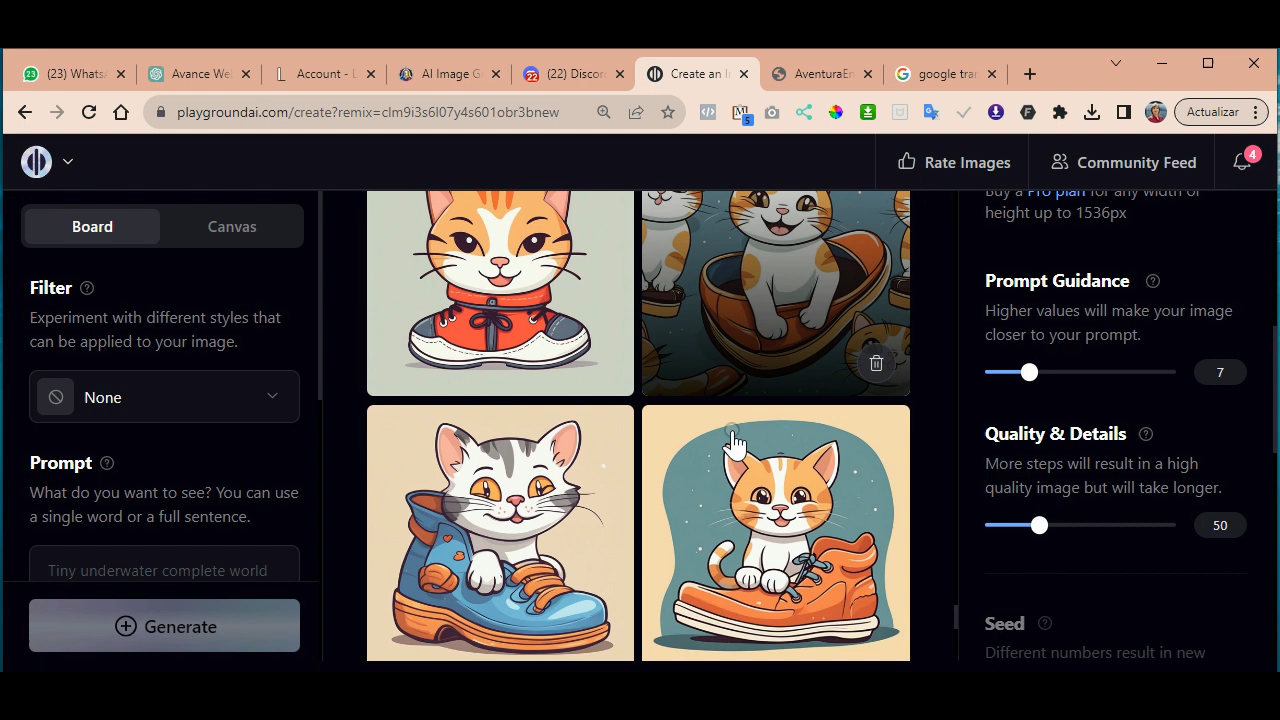 (23) Whats
Avance We
Account - L
AI Image G
(22) Discor
Create an I
AventuraEn
google tran
playgroundai.com/create?remix=clm9i3s6l07y4s601obr3bnew
5
Actualizar
Rate Images
Community Feed
4
Board
Canvas
Filter
Experiment with different styles that
can be applied to your image.
None
Prompt
What do you want to see? You can use
a single word or a full sentence.
Tiny underwater complete world
Generate
Buy a Pro plan for any width or
height up to 1536px
Prompt Guidance
Higher values will make your image
closer to your prompt.
7
Quality & Details
More steps will result in a high
quality image but will take longer.
50
Seed
Different numbers result in new